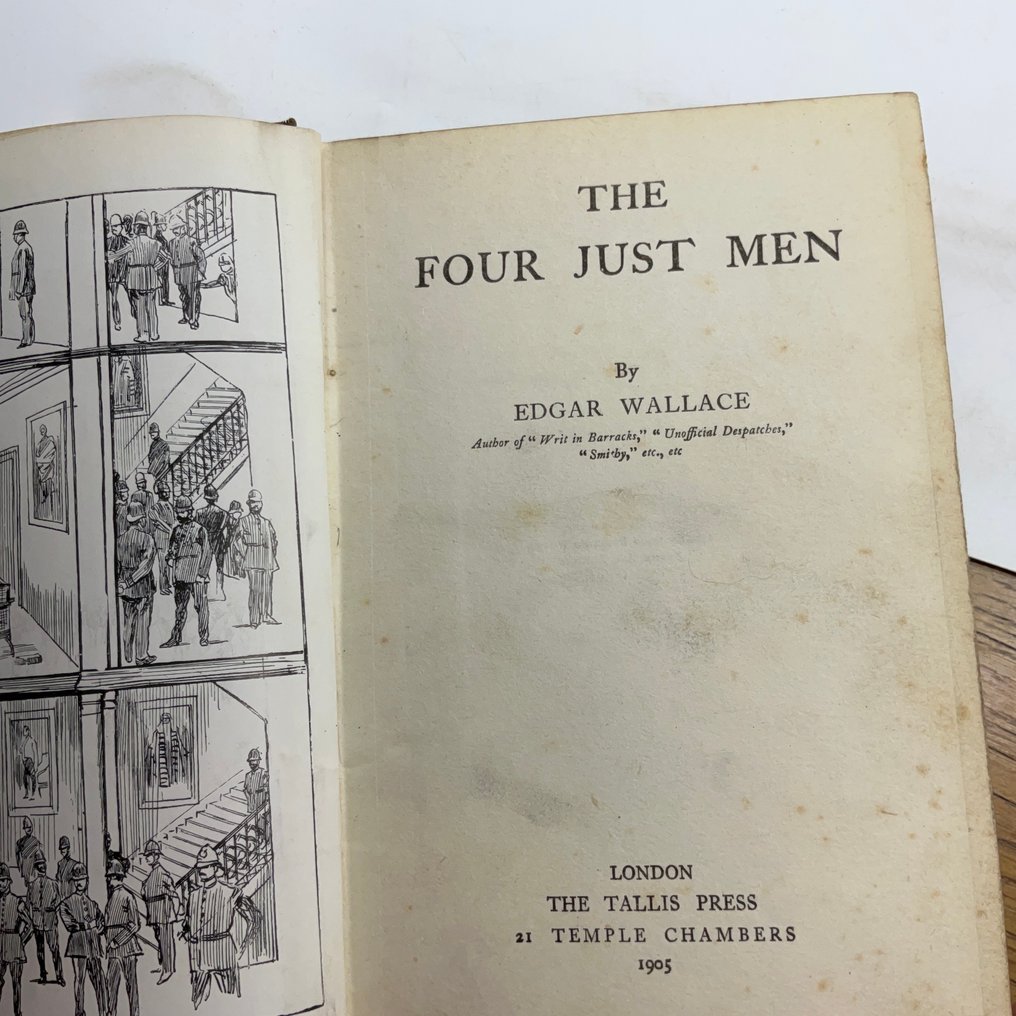 THE
FOUR JUST MEN
By
EDGAR WALLACE
Author of “Writ in Barracks,” “Unofficial Despatches,”
“Smithy,” etc., etc
LONDON
THE TALLIS PRESS
21 TEMPLE CHAMBERS
1905